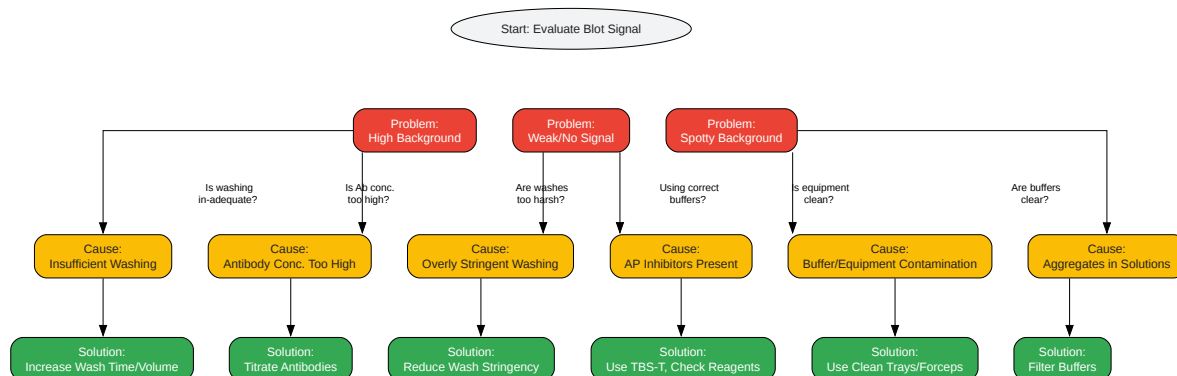 Start: Evaluate Blot Signal
Problem:
High Background
Problem:
Weak/No Signal
Problem:
Spotty Background
Is washing
in-adequate?
Is Ab conc.
too high?
Are washes
too harsh?
Using correct
buffers?
Is equipment
clean?
Are buffers
clear?
Cause:
Insufficient Washing
Cause:
Antibody Conc. Too High
Cause:
Overly Stringent Washing
Cause:
AP Inhibitors Present
Cause:
Buffer/Equipment Contamination
Cause:
Aggregates in Solutions
Solution:
Increase Wash Time/Volume
Solution:
Titrate Antibodies
Solution:
Reduce Wash Stringency
Solution:
Use TBS-T, Check Reagents
Solution:
Use Clean Trays/Forceps
Solution:
Filter Buffers